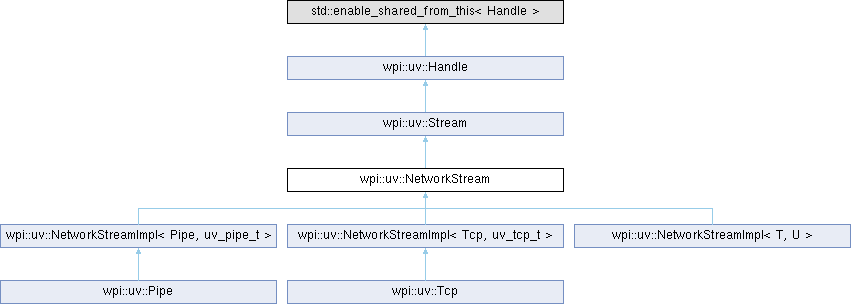 std::enable_shared_from_this< Handle >
wpi::uv::Handle
wpi::uv::Stream
wpi::uv::NetworkStream
wpi::uv::NetworkStreamImpl< Pipe, uv_pipe_t >
wpi::uv::NetworkStreamImpl< Tcp, uv_tcp_t >
wpi::uv::NetworkStreamImpl< T, U >
wpi::uv::Pipe
wpi::uv::Tcp